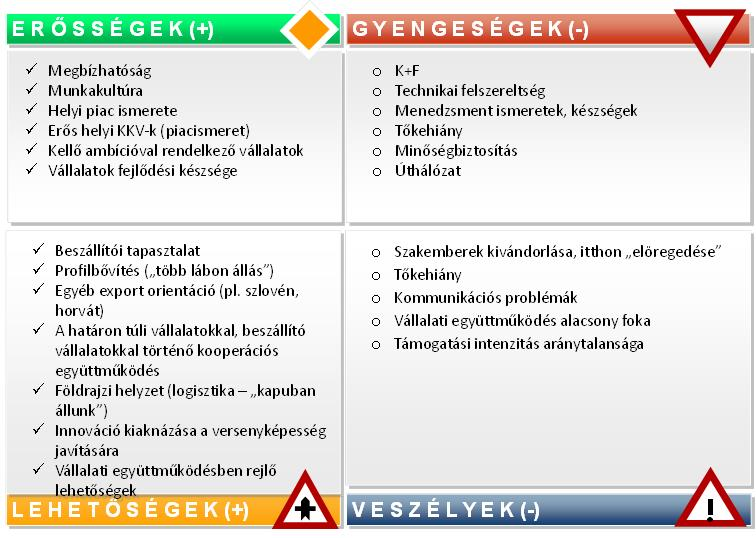 ERŐSSÉGEK (+)
Megbízhatóság
Munkakultúra
Helyi piac ismerete
Erős helyi KKV-k (piacismeret)
Kellő ambícióval rendelkező vállalatok
Vállalatok fejlődési készsége
GYENGESÉGEK (-)
K+F
Technikai felszereltség
Menedzsment ismeretek, készségek
Tőkehiány
Minőségbiztosítás
Úthálózat
Beszállítói tapasztalat
Profilbővítés („több lábon állás”)
Egyéb export orientáció (pl. szlovén,
horvát)
A határon túli vállalatokkal, beszállító
vállalatokkal történő kooperációs
együttműködés
Földrajzi helyzet (logisztika – „kapuban
állunk”)
Innováció kiaknázása a versenyképesség
javítására
Vállalati együttműködésben rejlő
lehetőségek
LEHETŐSÉGEK (+)
Szakemberek kivándorlása, itthon „elöregedése”
Tőkehiány
Kommunikációs problémák
Vállalati együttműködés alacsony foka
Támogatási intenzitás aránytalansága
VESZÉLYEK (-)
!